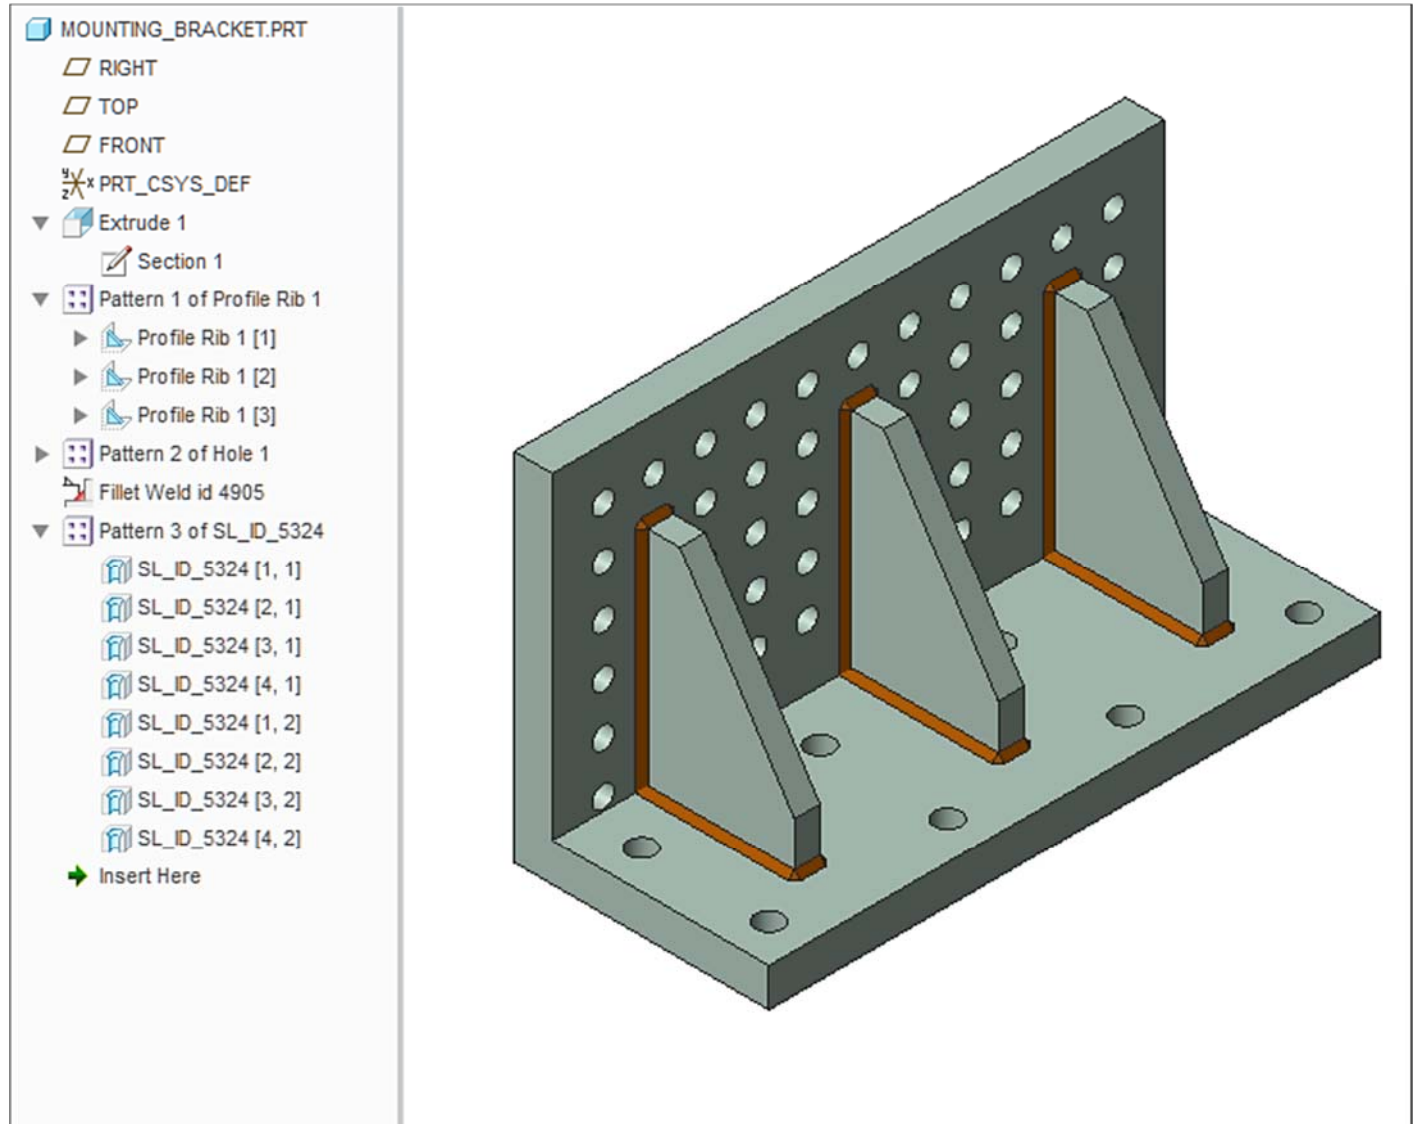 MOUNTING_BRACKET.PRT
RIGHT
TOP
FRONT
PRT_CSYS_DEF
Extrude 1
Section 1
Pattern 1 of Profile Rib 1
Profile Rib 1 [1]
Profile Rib 1 [2]
Profile Rib 1 [3]
Pattern 2 of Hole 1
Fillet Weld id 4905
Pattern 3 of SL_ID_5324
SL_ID_5324 [1, 1]
SL_ID_5324 [2, 1]
SL_ID_5324 [3, 1]
SL_ID_5324 [4, 1]
SL_ID_5324 [1, 2]
SL_ID_5324 [2, 2]
SL_ID_5324 [3, 2]
SL_ID_5324 [4, 2]
Insert Here